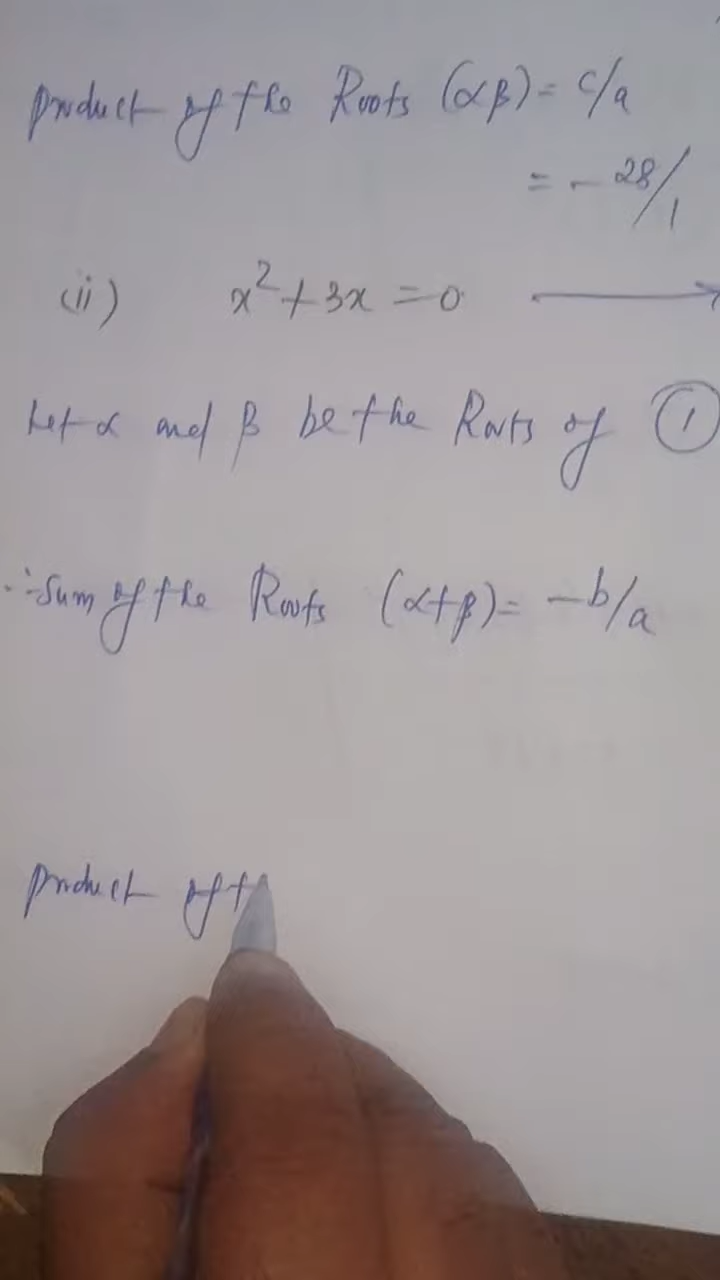 product of the Roots (αβ) = c/a
= - 28/1
(ii) x² + 3x = 0 →
Let α and β be the Roots of ①
∴ Sum of the Roots (α+β) = -b/a
product of t